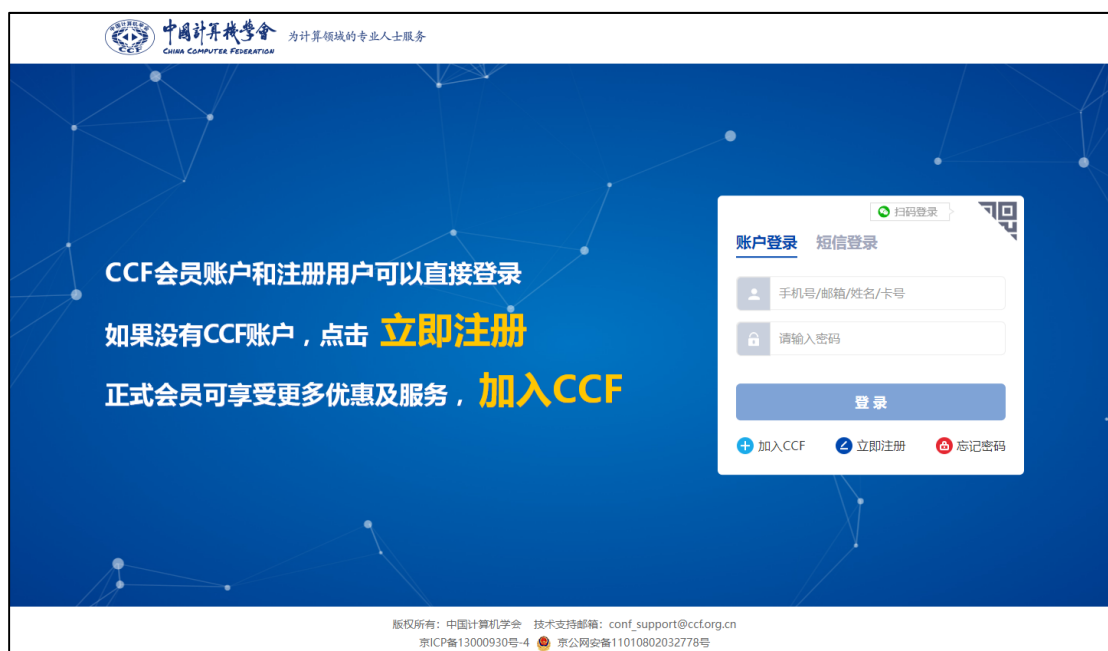 中国计算机学会
CHINA COMPUTER FEDERATION
为计算领域的专业人士服务
CCF
扫码登录
账户登录 短信登录
CCF会员账户和注册用户可以直接登录
手机号/邮箱/姓名/卡号
如果没有CCF账户，点击 立即注册
请输入密码
正式会员可享受更多优惠及服务， 加入CCF
登 录
加入CCF 立即注册 忘记密码
版权所有：中国计算机学会 技术支持邮箱：conf_support@ccf.org.cn
京ICP备13000930号-4 京公网安备11010802032778号